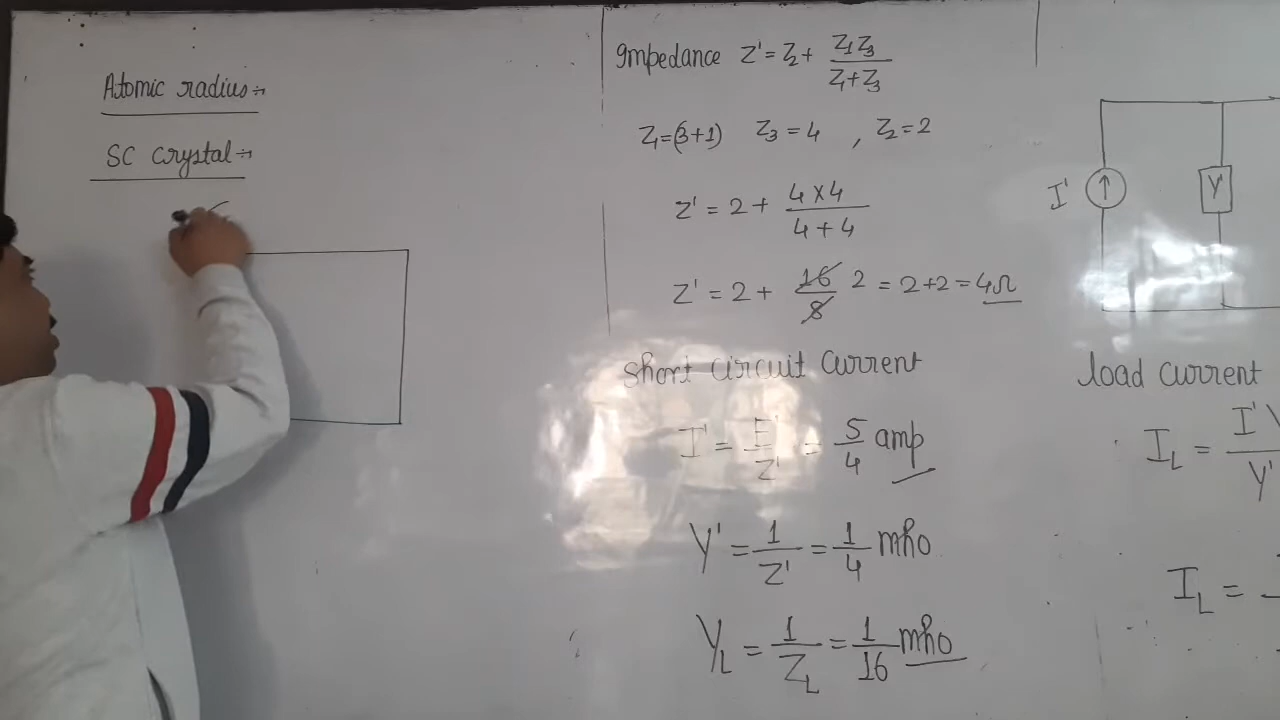 Atomic radius:-
SC crystal:-
Impedance Z' = Z2 + Z1Z3/Z1+Z3
Z1=(3+1) Z3 = 4 , Z2 = 2
Z' = 2 + 4×4/4+4
Z' = 2 + 16/8 2 = 2+2 = 4Ω
Short circuit current
I' = E'/Z' = 5/4 amp
Y' = 1/Z' = 1/4 mho
YL = 1/ZL = 1/16 mho
I' Y'
load current
IL = I'/Y'
IL =